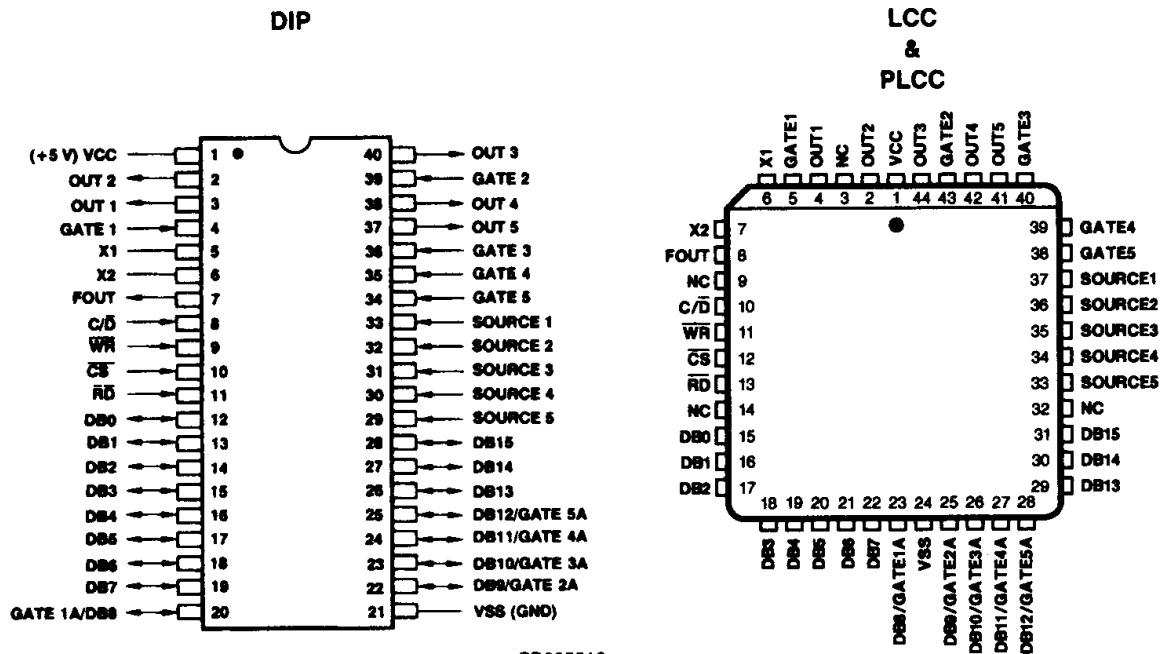 DIP
(+5 V) VCC 1
OUT 2 2
OUT 1 3
GATE 1 4
X1 5
X2 6
FOUT 7
C/D̅ 8
W̅R̅ 9
C̅S̅ 10
R̅D̅ 11
DB0 12
DB1 13
DB2 14
DB3 15
DB4 16
DB5 17
DB6 18
DB7 19
GATE 1A/DB8 20
40 OUT 3
39 GATE 2
38 OUT 4
37 OUT 5
36 GATE 3
35 GATE 4
34 GATE 5
33 SOURCE 1
32 SOURCE 2
31 SOURCE 3
30 SOURCE 4
29 SOURCE 5
28 DB15
27 DB14
26 DB13
25 DB12/GATE 5A
24 DB11/GATE 4A
23 DB10/GATE 3A
22 DB9/GATE 2A
21 VSS (GND)
LCC
&
PLCC
X1 GATE1 OUT1 NC OUT2 VCC OUT3 GATE2 OUT4 OUT5 GATE3
6 5 4 3 2 1 44 43 42 41 40
X2 7
FOUT 8
NC 9
C/D̅ 10
W̅R̅ 11
C̅S̅ 12
R̅D̅ 13
NC 14
DB0 15
DB1 16
DB2 17
39 GATE4
38 GATE5
37 SOURCE1
36 SOURCE2
35 SOURCE3
34 SOURCE4
33 SOURCE5
32 NC
31 DB15
30 DB14
29 DB13
18 19 20 21 22 23 24 25 26 27 28
DB3 DB4 DB5 DB6 DB7 DB8/GATE1A VSS DB9/GATE2A DB10/GATE3A DB11/GATE4A DB12/GATE5A